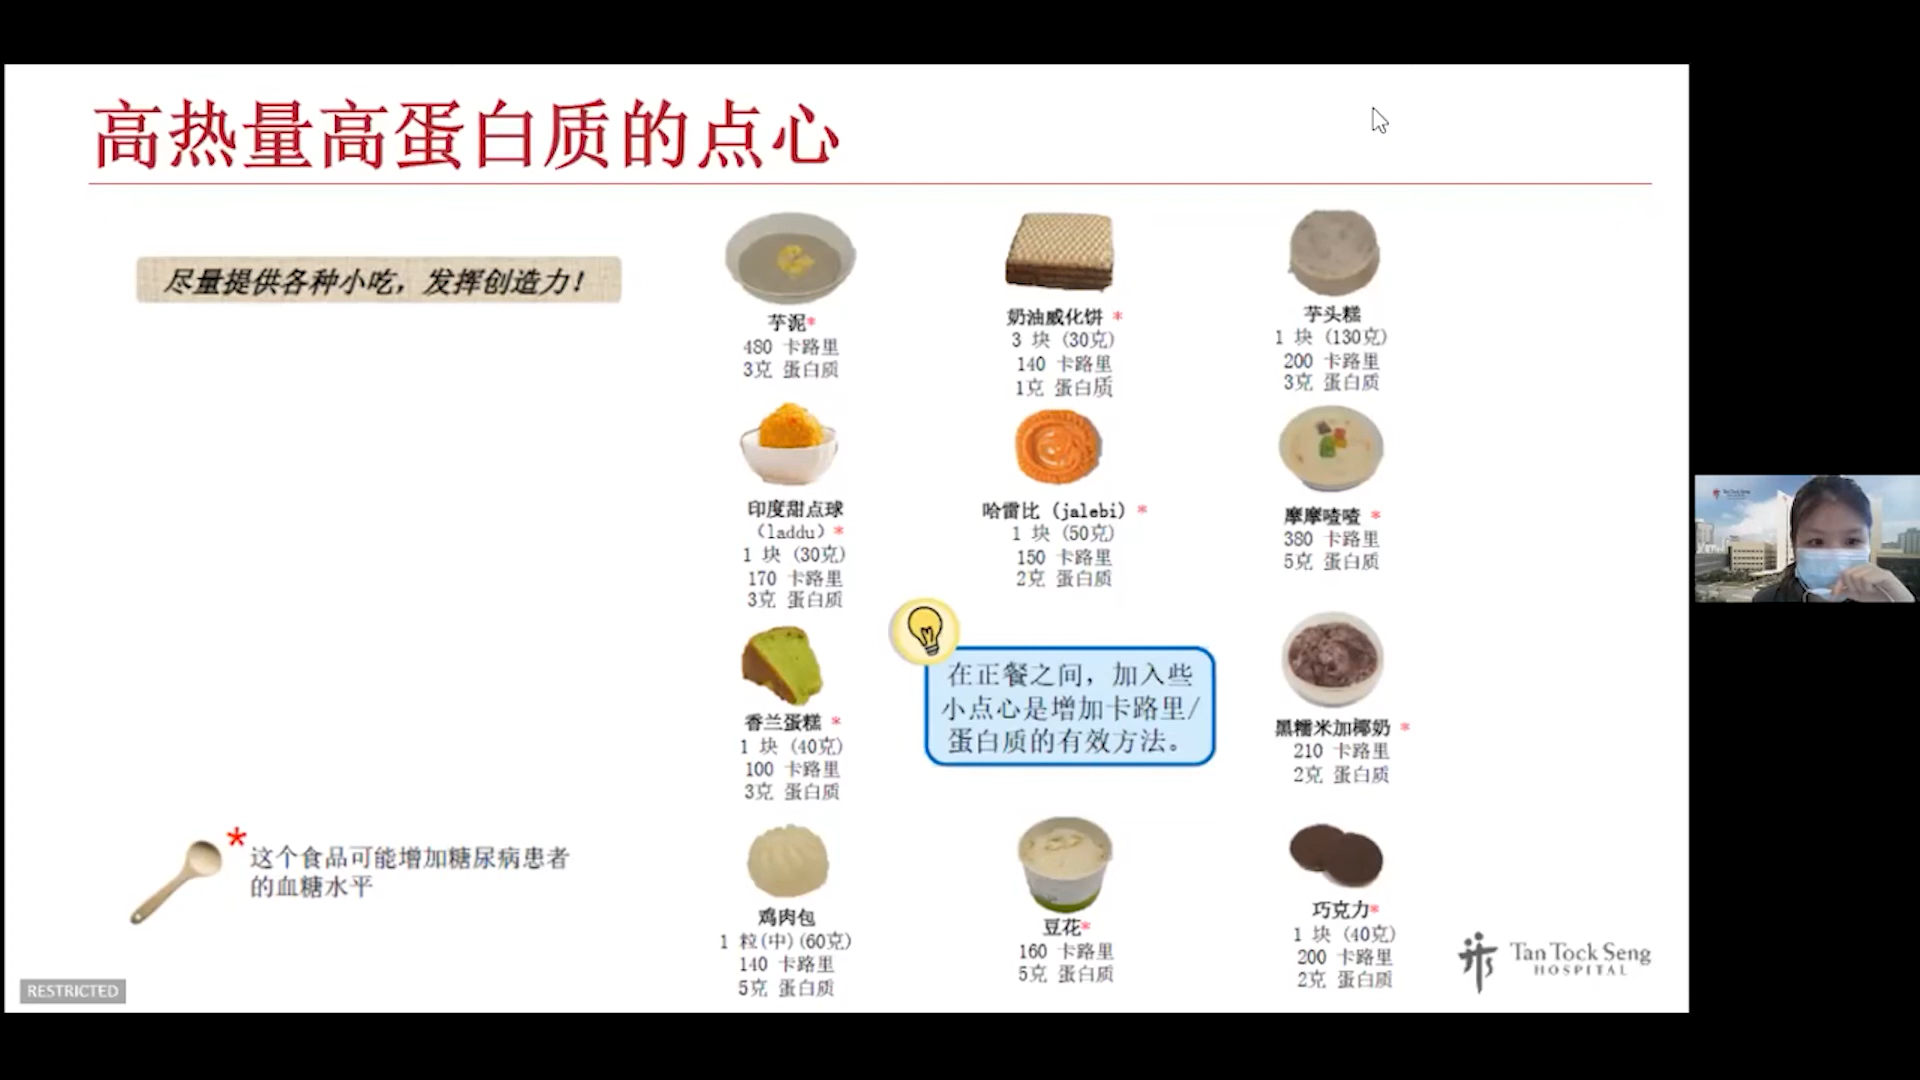 高热量高蛋白质的点心
尽量提供各种小吃，发挥创造力！
芋泥*
480 卡路里
3克 蛋白质
奶油威化饼 *
3 块 (30克)
140 卡路里
1克 蛋白质
芋头糕
1 块 (130克)
200 卡路里
3克 蛋白质
印度甜点球
（laddu）*
1 块 (30克)
170 卡路里
3克 蛋白质
哈雷比（jalebi）*
1 块 (50克)
150 卡路里
2克 蛋白质
摩摩喳喳 *
380 卡路里
5克 蛋白质
香兰蛋糕 *
1 块 (40克)
100 卡路里
3克 蛋白质
在正餐之间，加入些
小点心是增加卡路里/
蛋白质的有效方法。
黑糯米加椰奶 *
210 卡路里
2克 蛋白质
鸡肉包
1 粒(中)(60克)
140 卡路里
5克 蛋白质
豆花*
160 卡路里
5克 蛋白质
巧克力*
1 块 (40克)
200 卡路里
2克 蛋白质
* 这个食品可能增加糖尿病患者
的血糖水平
RESTRICTED
Tan Tock Seng
HOSPITAL
Tan Tock Seng